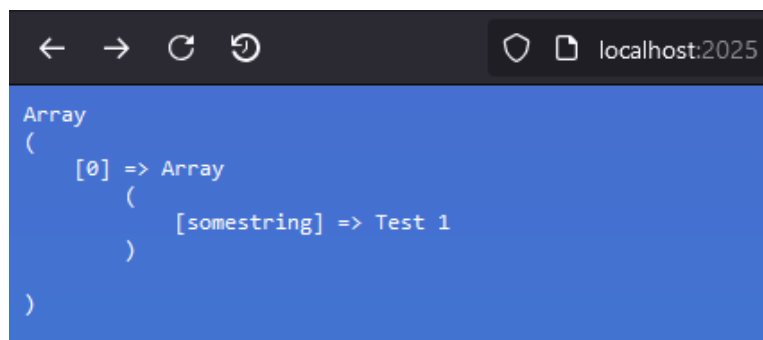 localhost:2025
Array
(
    [0] => Array
        (
            [somestring] => Test 1
        )

)